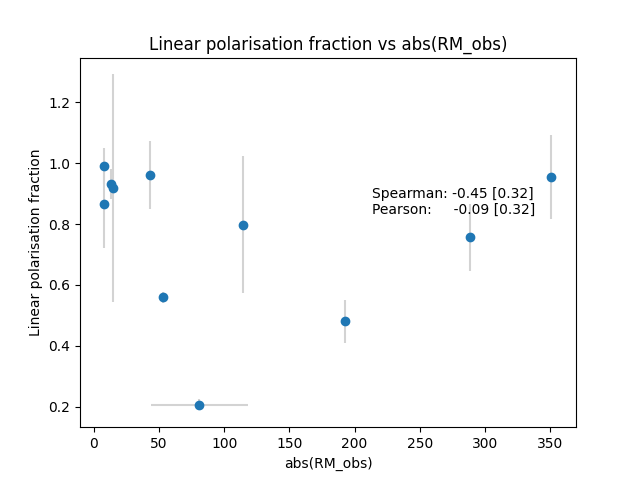 Linear polarisation fraction vs abs(RM_obs)
Linear polarisation fraction
1.2
1.0
0.8
0.6
0.4
0.2
Spearman: -0.45 [0.32]
Pearson: -0.09 [0.32]
0 50 100 150 200 250 300 350
abs(RM_obs)